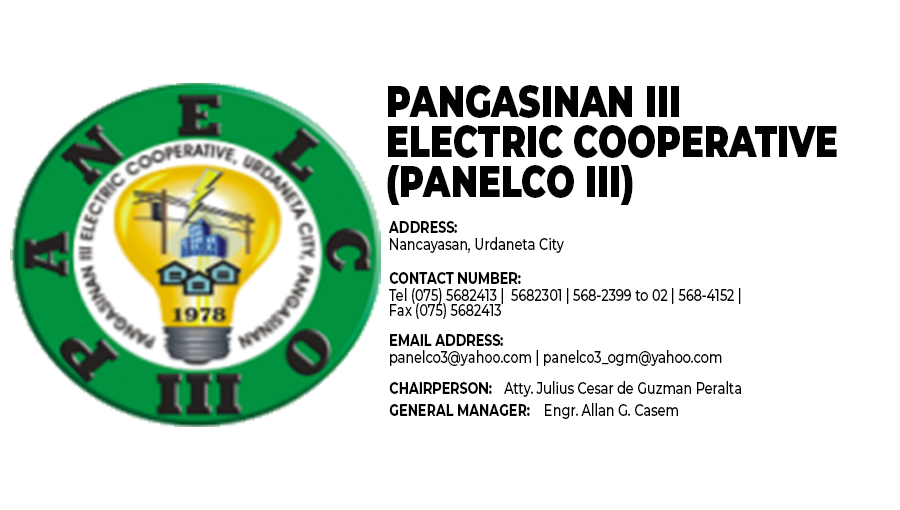 PANELCO
III
PANGASINAN III ELECTRIC COOPERATIVE, URDANETA CITY, PANGASINAN
1978
PANGASINAN III
ELECTRIC COOPERATIVE
(PANELCO III)
ADDRESS:
Nancayasan, Urdaneta City
CONTACT NUMBER:
Tel (075) 5682413 | 5682301 | 568-2399 to 02 | 568-4152 |
Fax (075) 5682413
EMAIL ADDRESS:
panelco3@yahoo.com | panelco3_ogm@yahoo.com
CHAIRPERSON: Atty. Julius Cesar de Guzman Peralta
GENERAL MANAGER: Engr. Allan G. Casem